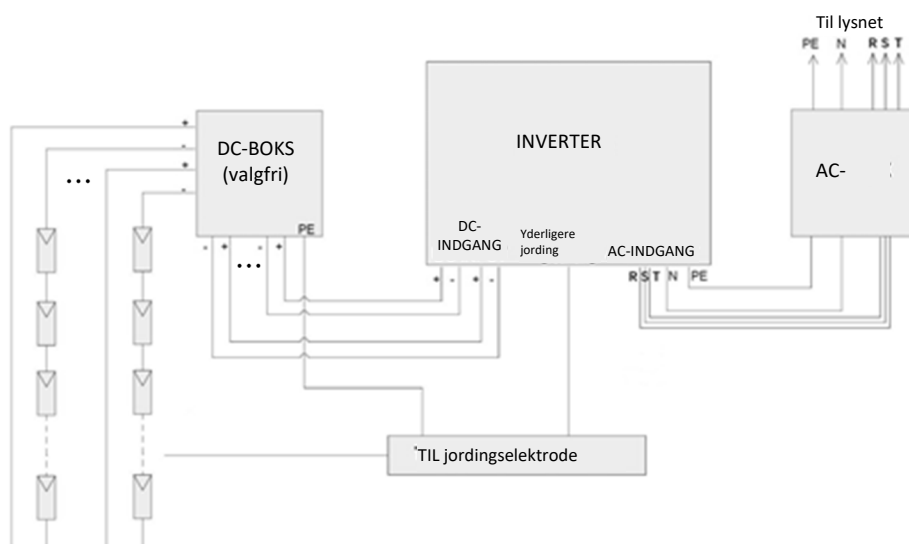 Til lysnet
PE N R S T
+
-
+
-
DC-BOKS
(valgfri)
...
PE
- + - +
...
INVERTER
DC-
INDGANG
Yderligere
jording
AC-INDGANG
+ - + -
R S T N PE
AC-
TIL jordingselektrode